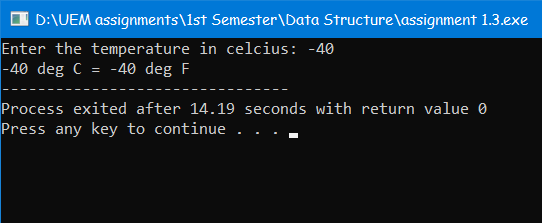 D:\UEM assignments\1st Semester\Data Structure\assignment 1.3.exe
Enter the temperature in celcius: -40
-40 deg C = -40 deg F
--------------------------------
Process exited after 14.19 seconds with return value 0
Press any key to continue . . .